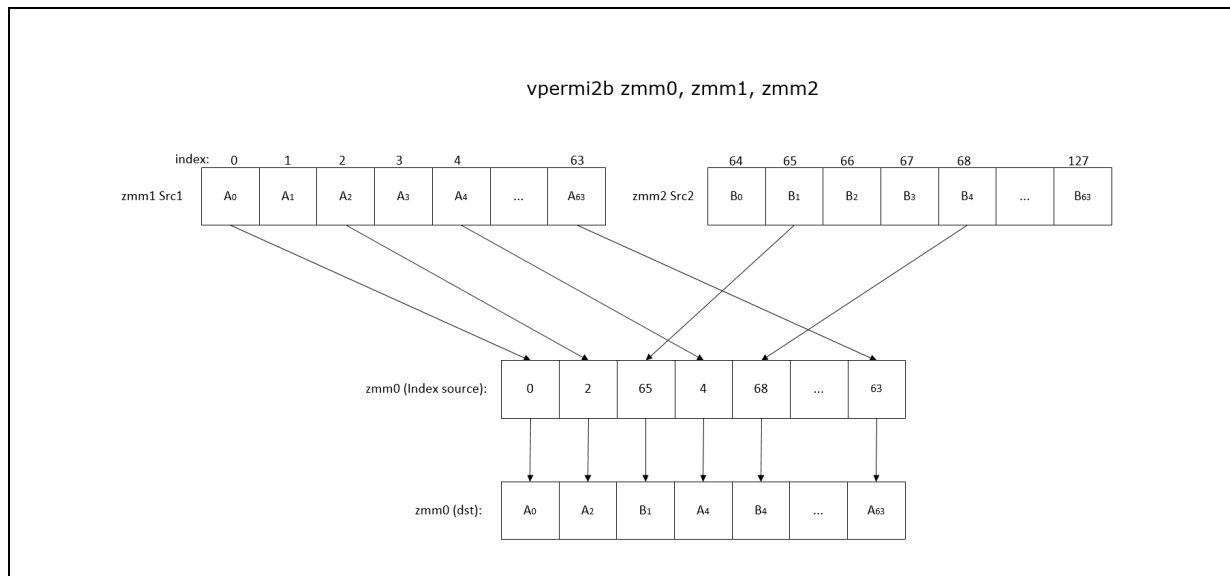 vpermi2b zmm0, zmm1, zmm2
index: 0 1 2 3 4 63 64 65 66 67 68 127
zmm1 Src1 A0 A1 A2 A3 A4 ... A63 zmm2 Src2 B0 B1 B2 B3 B4 ... B63
zmm0 (Index source): 0 2 65 4 68 ... 63
zmm0 (dst): A0 A2 B1 A4 B4 ... A63